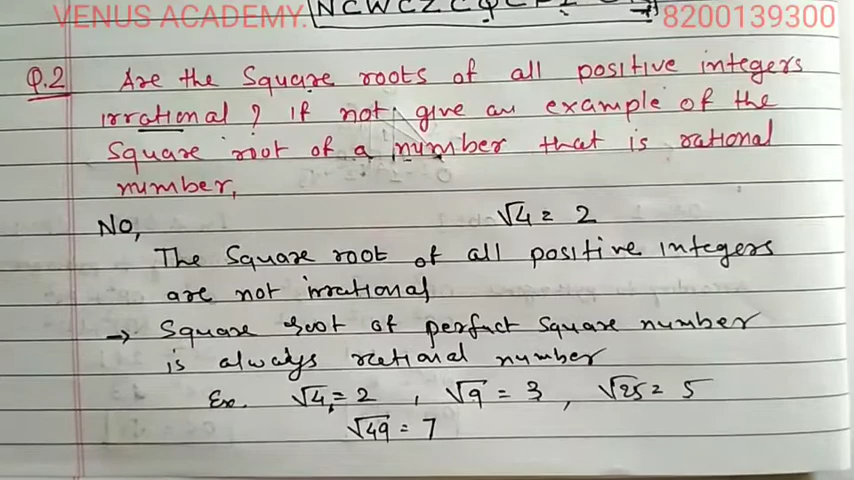 VENUS ACADEMY. 8200139300
Q.2 Are the Square roots of all positive integers
irrational ? If not, give an example of the
Square root of a number that is rational
number.
√4 = 2
No,
The Square root of all positive integers
are not irrational
→ Square root of perfect square number
is always rational number
Ex. √4 = 2 , √9 = 3 , √25 = 5
√49 = 7